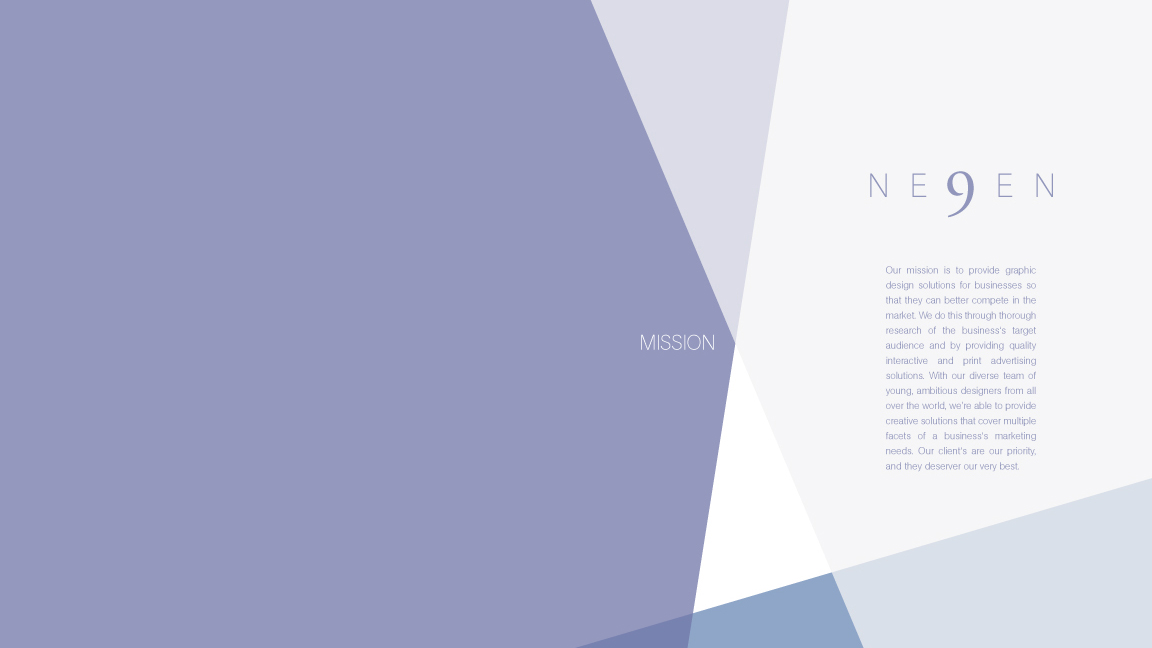 MISSION
NE9EN
Our mission is to provide graphic
design solutions for businesses so
that they can better compete in the
market. We do this through thorough
research of the business's target
audience and by providing quality
interactive and print advertising
solutions. With our diverse team of
young, ambitious designers from all
over the world, we're able to provide
creative solutions that cover multiple
facets of a business's marketing
needs. Our client's are our priority,
and they deserver our very best.